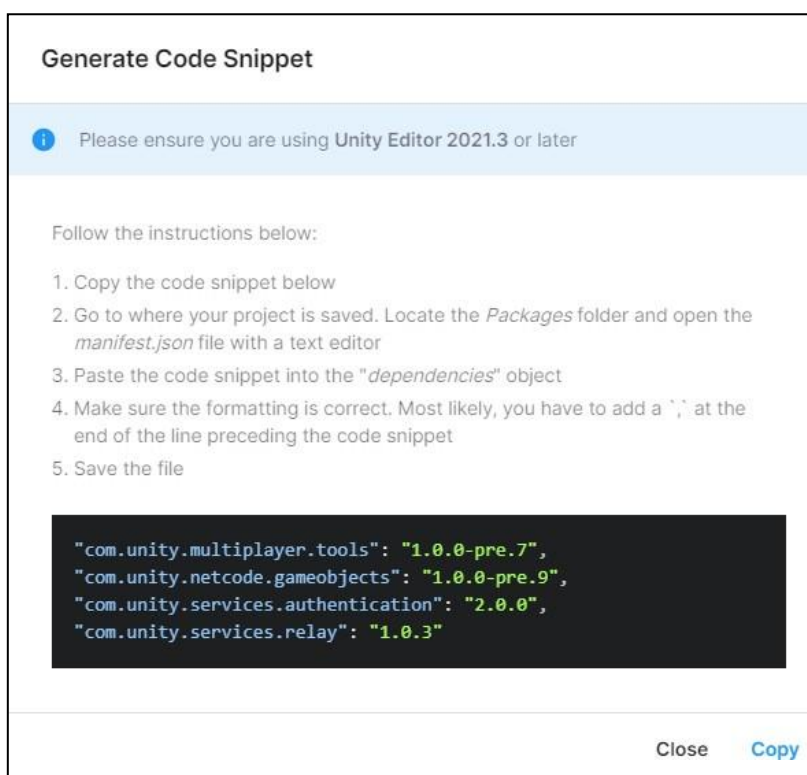 Generate Code Snippet
Please ensure you are using Unity Editor 2021.3 or later
Follow the instructions below:
1. Copy the code snippet below
2. Go to where your project is saved. Locate the Packages folder and open the
manifest.json file with a text editor
3. Paste the code snippet into the "dependencies" object
4. Make sure the formatting is correct. Most likely, you have to add a `,` at the
end of the line preceding the code snippet
5. Save the file
"com.unity.multiplayer.tools": "1.0.0-pre.7",
"com.unity.netcode.gameobjects": "1.0.0-pre.9",
"com.unity.services.authentication": "2.0.0",
"com.unity.services.relay": "1.0.3"
Close Copy